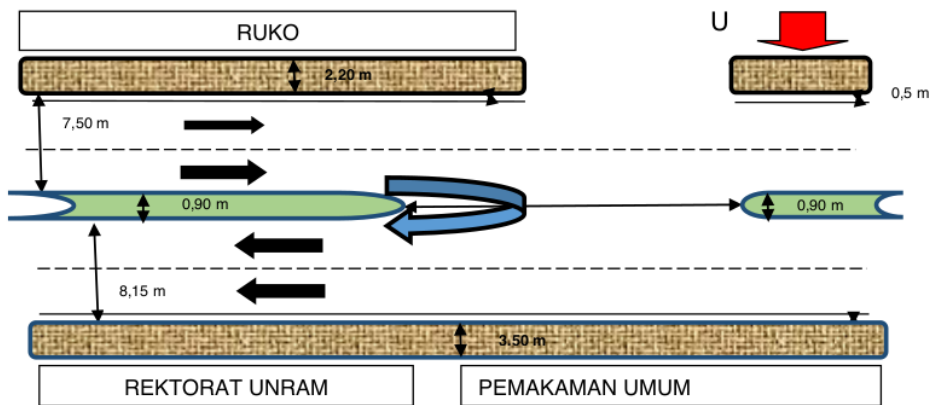 RUKO
U
2.20 m
0,5 m
7,50 m
0,90 m
0,90 m
8,15 m
3.50 m
REKTORAT UNRAM
PEMAKAMAN UMUM